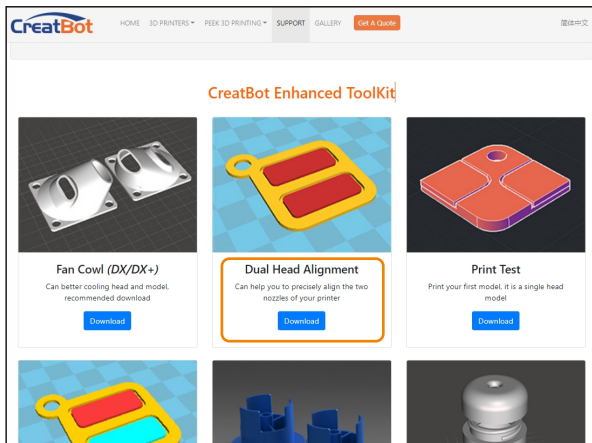 CreatBot
HOME
3D PRINTERS
PEEK 3D PRINTING
SUPPORT
GALLERY
Get A Quote
简体中文
CreatBot Enhanced ToolKit
Fan Cowl (DX/DX+)
Can better cooling head and model,
recommended download
Download
Dual Head Alignment
Can help you to precisely align the two
nozzles of your printer
Download
Print Test
Print your first model, it is a single head
model
Download